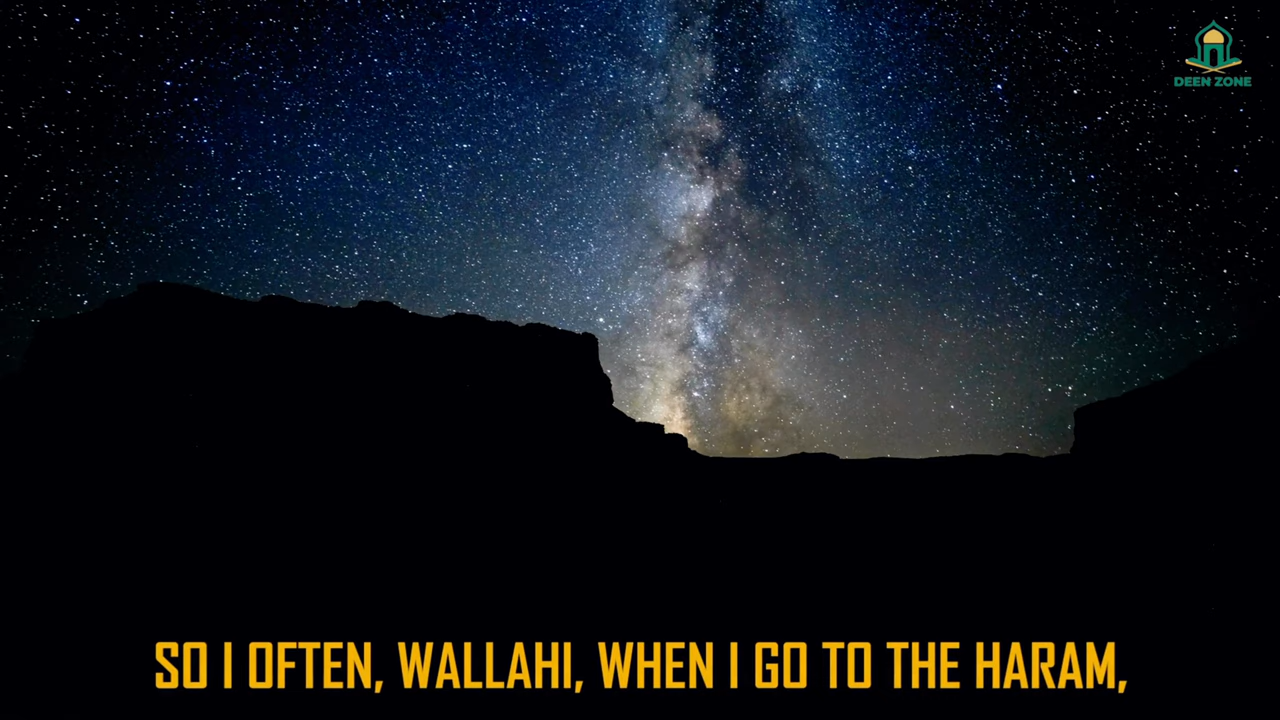 DEEN ZONE
SO I OFTEN, WALLAHI, WHEN I GO TO THE HARAM,